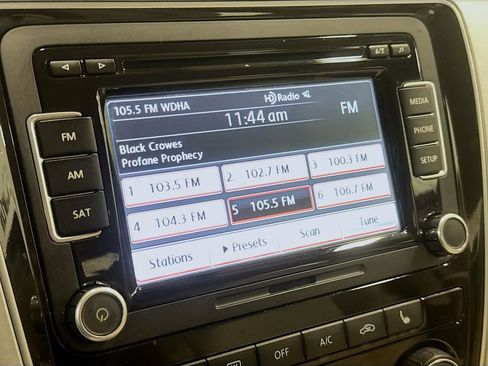 A/Z
105.5 FM WDHA
HD Radio
11:44 am
FM
Black Crowes
Profane Prophecy
1 103.5 FM
2 102.7 FM
3 100.3 FM
4 104.3 FM
5 105.5 FM
6 106.7 FM
Stations
Presets
Scan
Tune
FM
AM
SAT
MEDIA
PHONE
SETUP
OFF
A/C